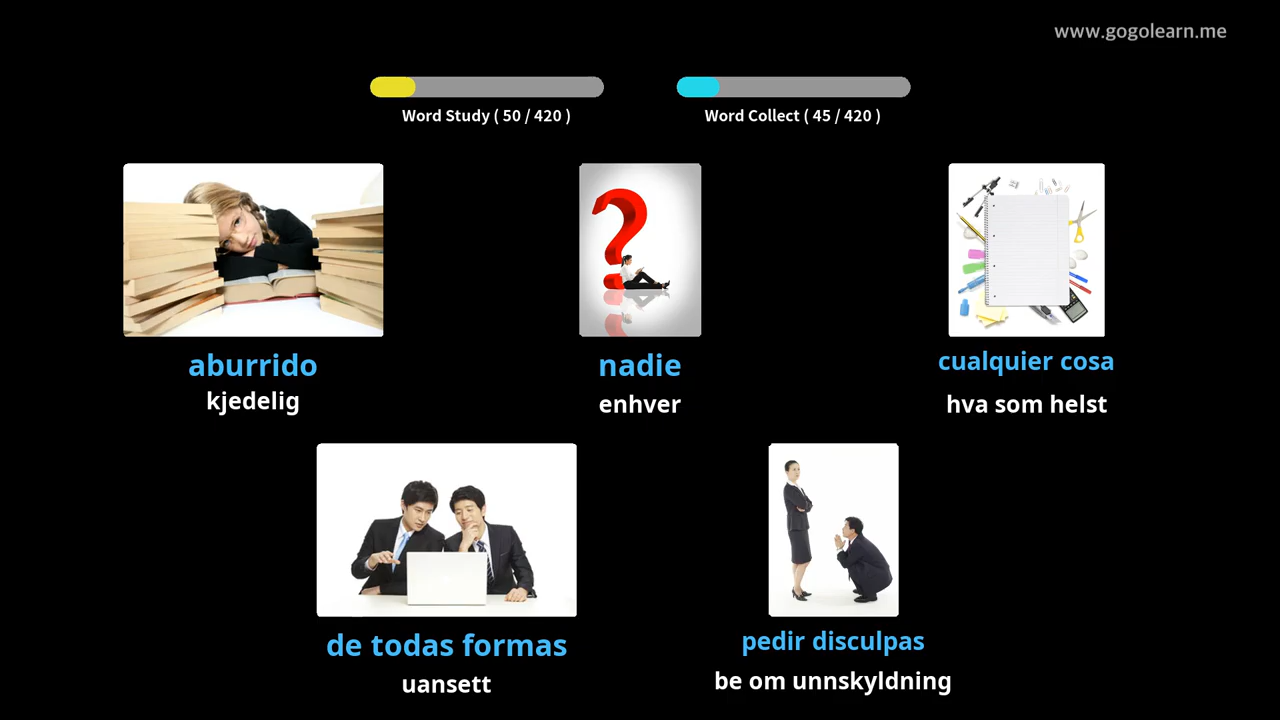 www.gogolearn.me
Word Study ( 50 / 420 )
Word Collect ( 45 / 420 )
aburrido
kjedelig
nadie
enhver
cualquier cosa
hva som helst
de todas formas
uansett
pedir disculpas
be om unnskyldning